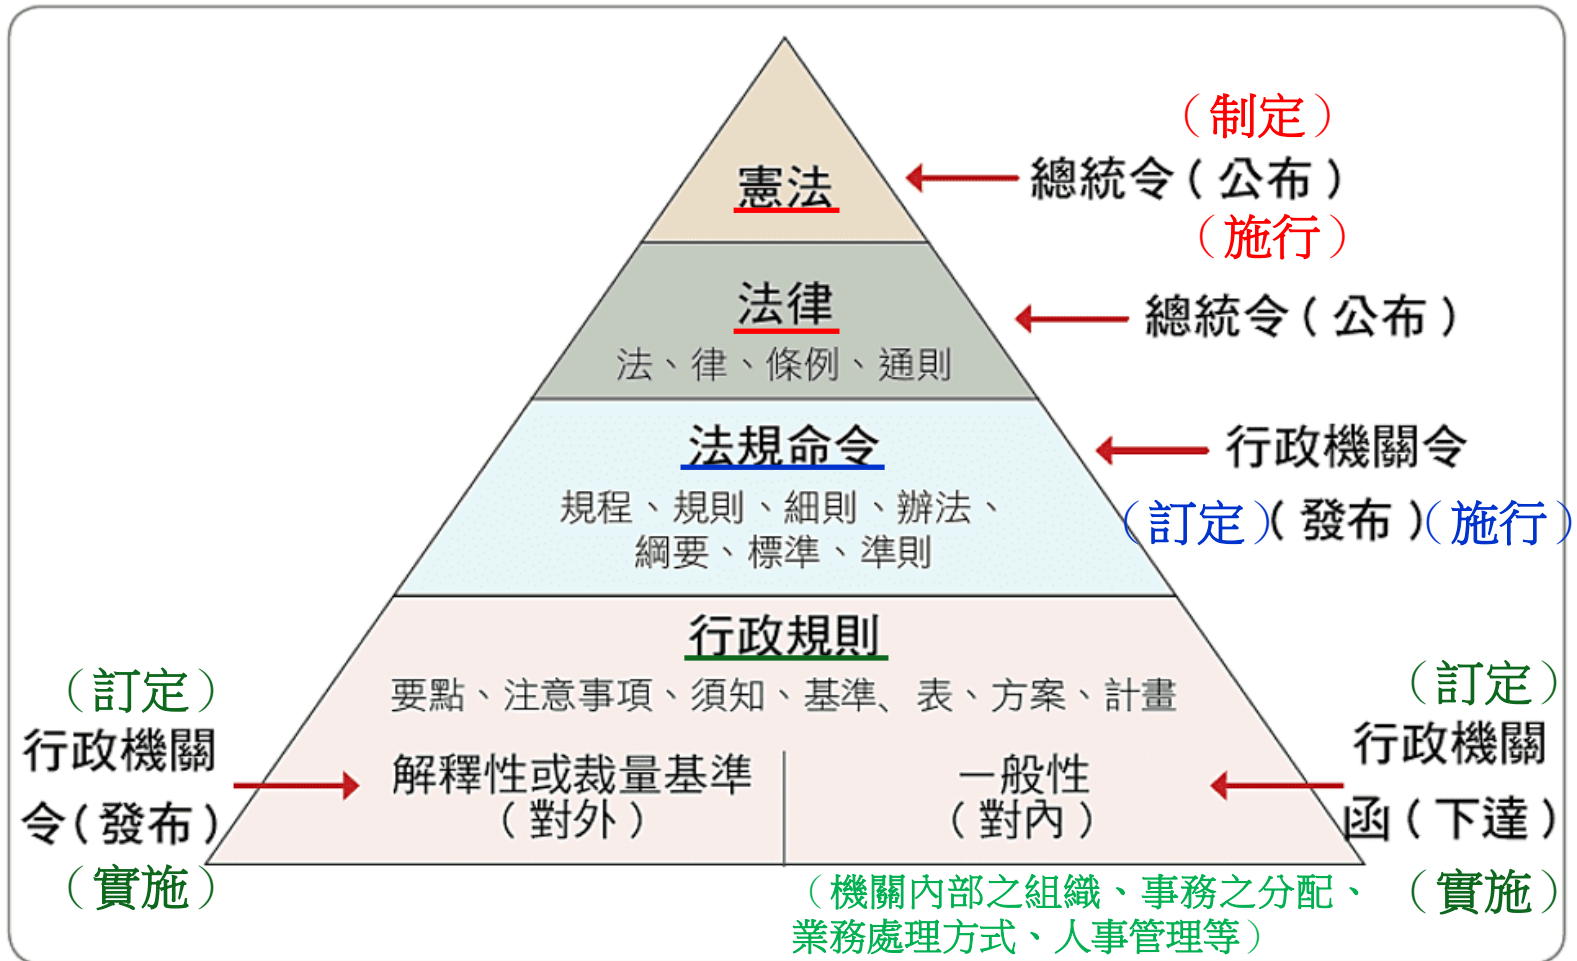 憲法
(制定)
總統令(公布)
(施行)
法律
法、律、條例、通則
總統令(公布)
法規命令
規程、規則、細則、辦法、
綱要、標準、準則
行政機關令
(訂定)(發布)(施行)
行政規則
要點、注意事項、須知、基準、表、方案、計畫
(訂定)
行政機關
令(發布)
(實施)
解釋性或裁量基準
(對外)
一般性
(對內)
(訂定)
行政機關
函(下達)
(實施)
(機關內部之組織、事務之分配、
業務處理方式、人事管理等)